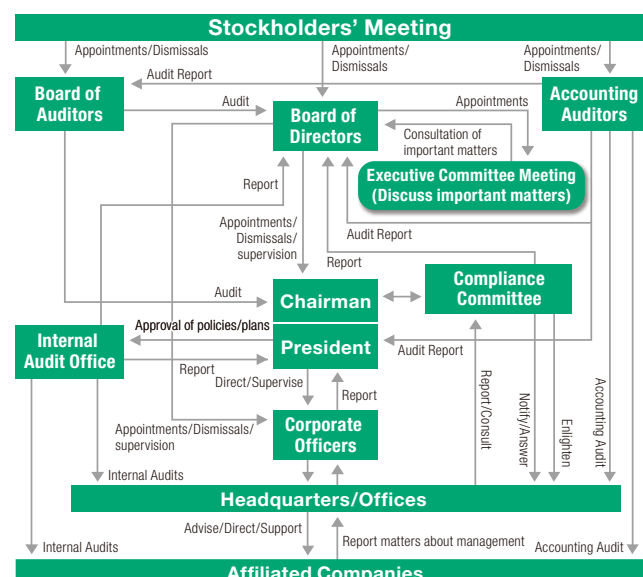 Stockholders' Meeting
Appointments/Dismissals
Appointments/
Dismissals
Appointments/
Dismissals
Audit Report
Board of
Auditors
Audit
Board of
Directors
Appointments
Accounting
Auditors
Consultation of
important matters
Executive Committee Meeting
(Discuss important matters)
Report
Appointments/
Dismissals/
supervision
Audit Report
Report
Compliance
Committee
Audit
Chairman
Approval of policies/plans
Internal
Audit Office
President
Audit Report
Report
Direct/Supervise
Report
Report/Consult
Notify/Answer
Enlighten
Accounting Audit
Appointments/Dismissals/
supervision
Corporate
Officers
Internal Audits
Headquarters/Offices
Advise/Direct/Support
Internal Audits
Report matters about management
Accounting Audit
Affiliated Companies